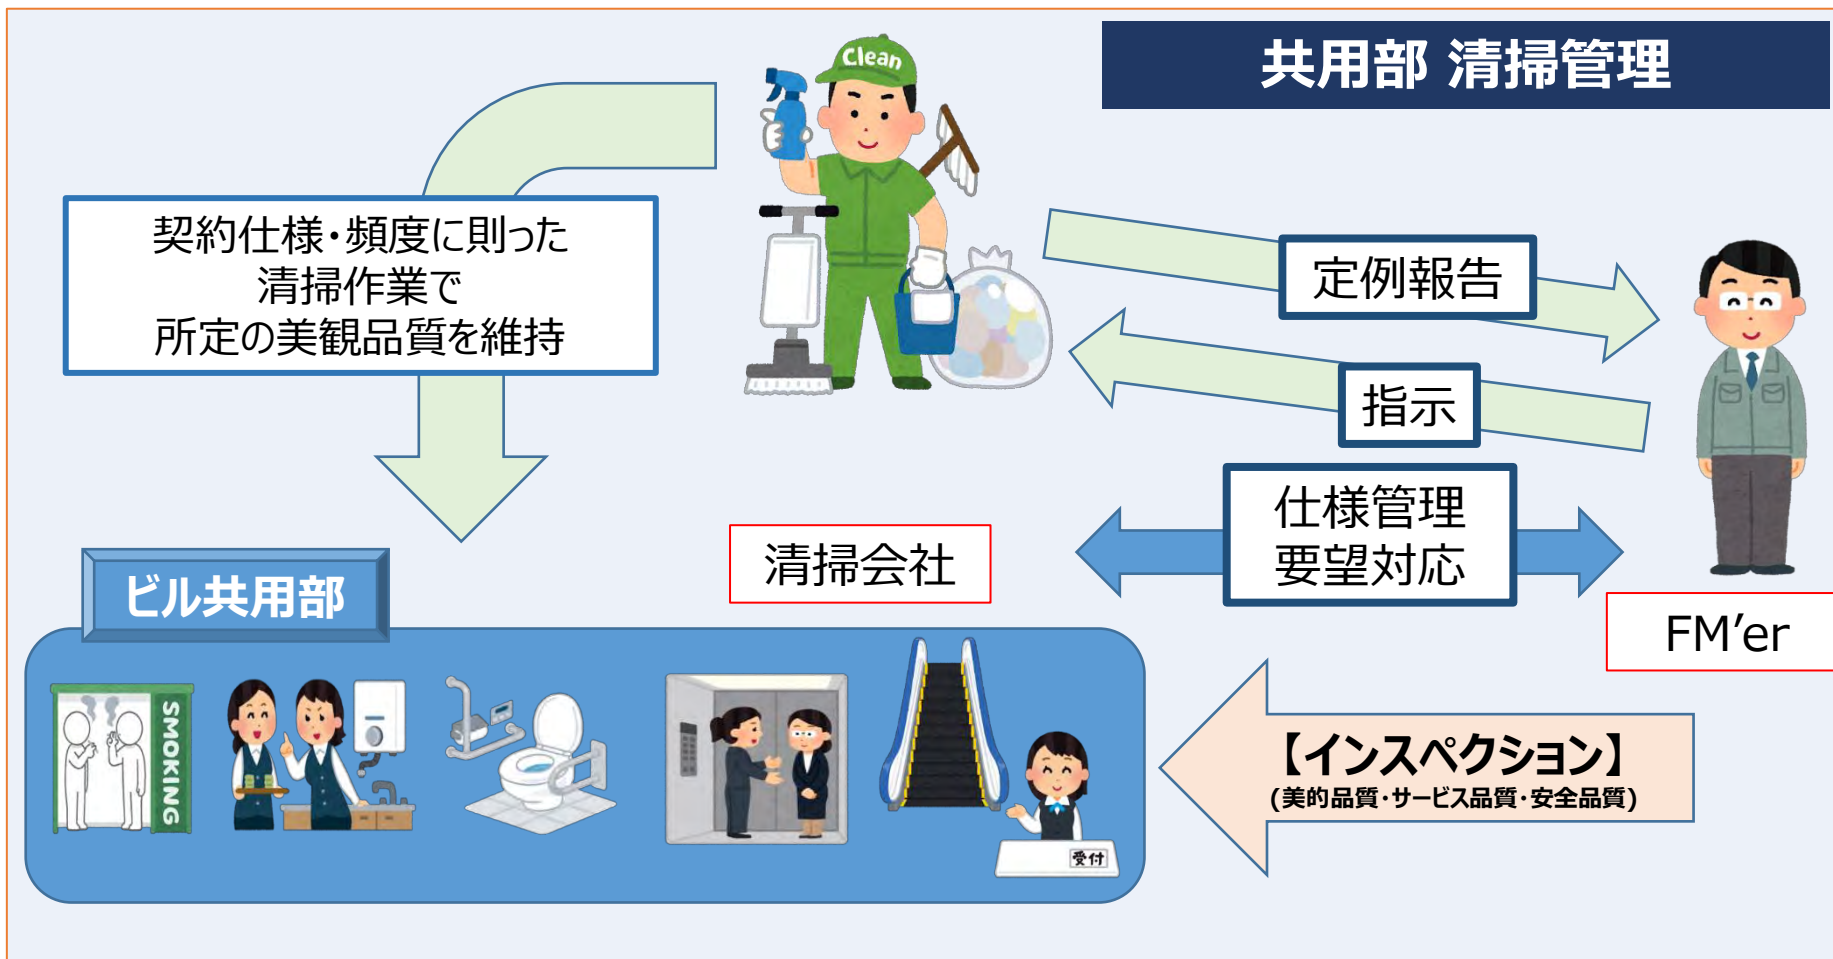 共用部 清掃管理
Clean
契約仕様・頻度に則った
清掃作業で
所定の美観品質を維持
定例報告
指示
仕様管理
要望対応
清掃会社
FM’er
ビル共用部
SMOKING
受付
【インスペクション】
(美的品質・サービス品質・安全品質)